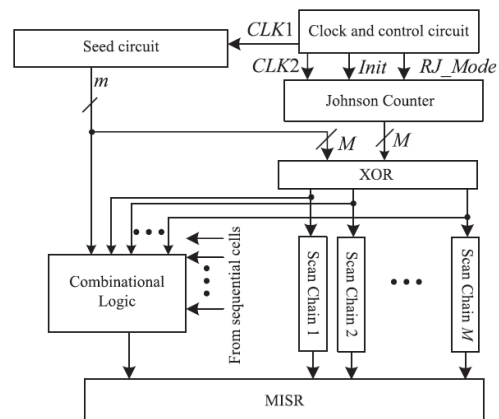 Seed circuit
CLK1
Clock and control circuit
CLK2
Init
RJ_Mode
m
Johnson Counter
M
M
XOR
Combinational
Logic
From sequential cells
Scan Chain 1
Scan Chain 2
Scan Chain M
MISR